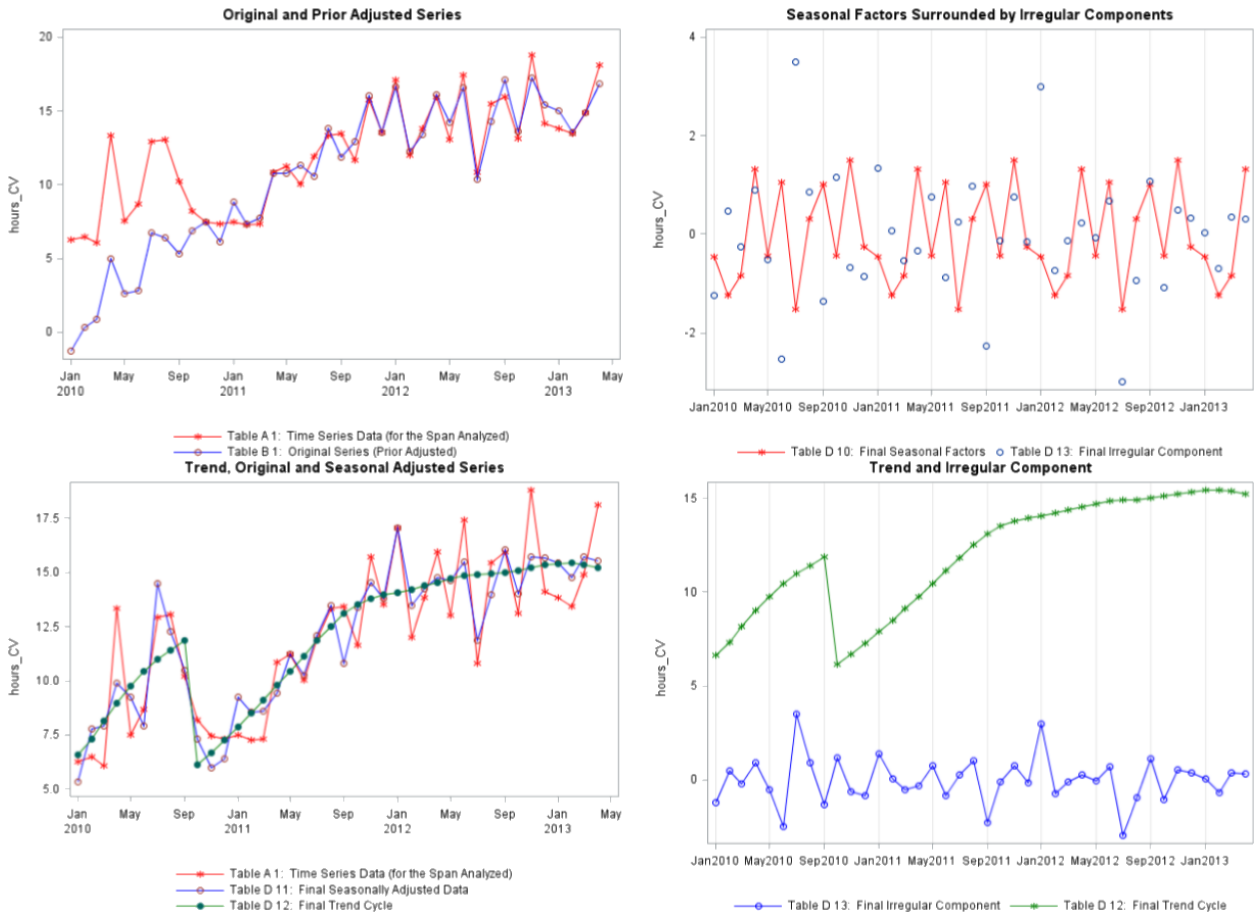 Original and Prior Adjusted Series
20
15
10
5
0
hours_CV
Jan
2010
May
Sep
Jan
2011
May
Sep
Jan
2012
May
Sep
Jan
2013
May
Table A 1: Time Series Data (for the Span Analyzed)
Table B 1: Original Series (Prior Adjusted)
Seasonal Factors Surrounded by Irregular Components
4
2
0
-2
hours_CV
Jan2010
May2010
Sep2010
Jan2011
May2011
Sep2011
Jan2012
May2012
Sep2012
Jan2013
Table D 10: Final Seasonal Factors
Table D 13: Final Irregular Component
Trend, Original and Seasonal Adjusted Series
17.5
15.0
12.5
10.0
7.5
5.0
hours_CV
Jan
2010
May
Sep
Jan
2011
May
Sep
Jan
2012
May
Sep
Jan
2013
May
Table A 1: Time Series Data (for the Span Analyzed)
Table D 11: Final Seasonally Adjusted Data
Table D 12: Final Trend Cycle
Trend and Irregular Component
15
10
5
0
hours_CV
Jan2010
May2010
Sep2010
Jan2011
May2011
Sep2011
Jan2012
May2012
Sep2012
Jan2013
Table D 13: Final Irregular Component
Table D 12: Final Trend Cycle